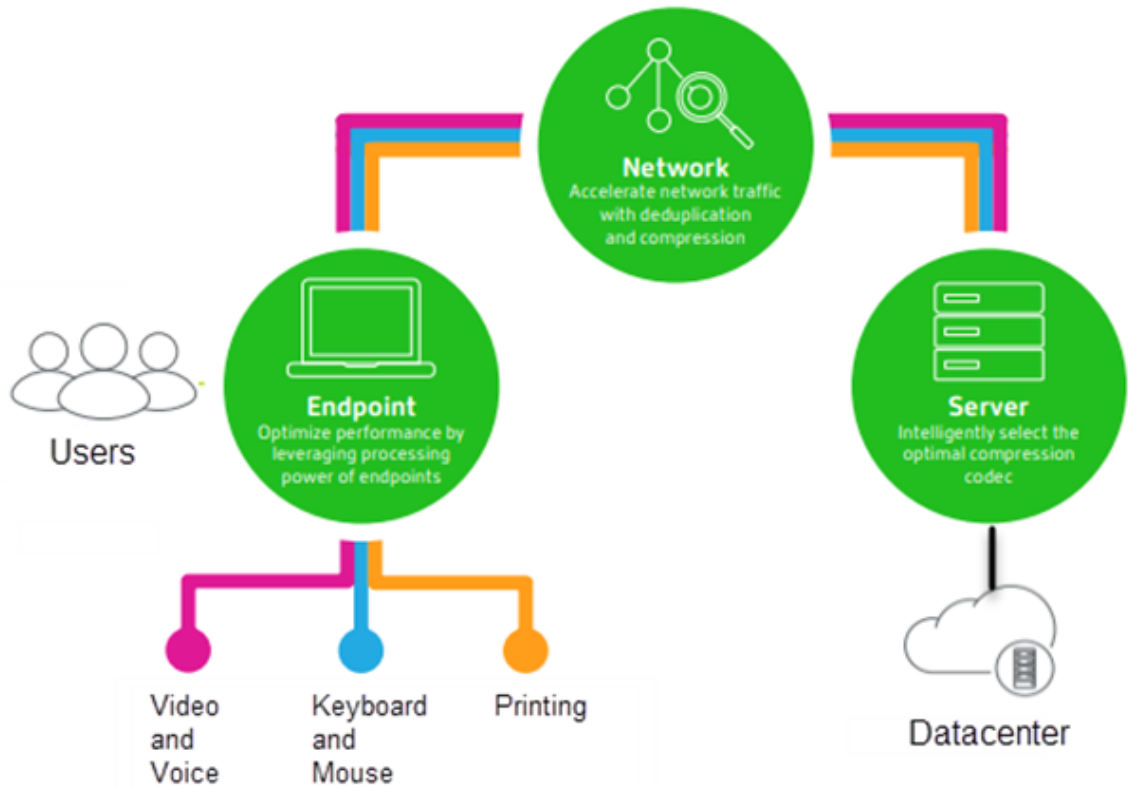 Network
Accelerate network traffic
with deduplication
and compression
Users
Endpoint
Optimize performance by
leveraging processing
power of endpoints
Server
Intelligently select the
optimal compression
codec
Video
and
Voice
Keyboard
and
Mouse
Printing
Datacenter